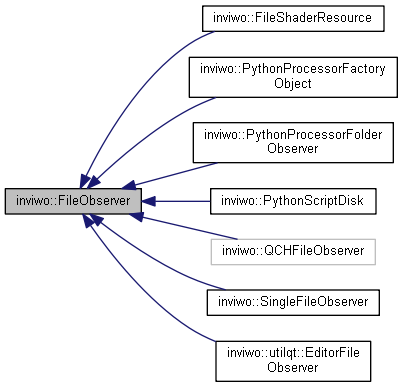 inviwo::FileShaderResource
inviwo::PythonProcessorFactory
Object
inviwo::PythonProcessorFolder
Observer
inviwo::FileObserver
inviwo::PythonScriptDisk
inviwo::QCHFileObserver
inviwo::SingleFileObserver
inviwo::utilqt::EditorFile
Observer